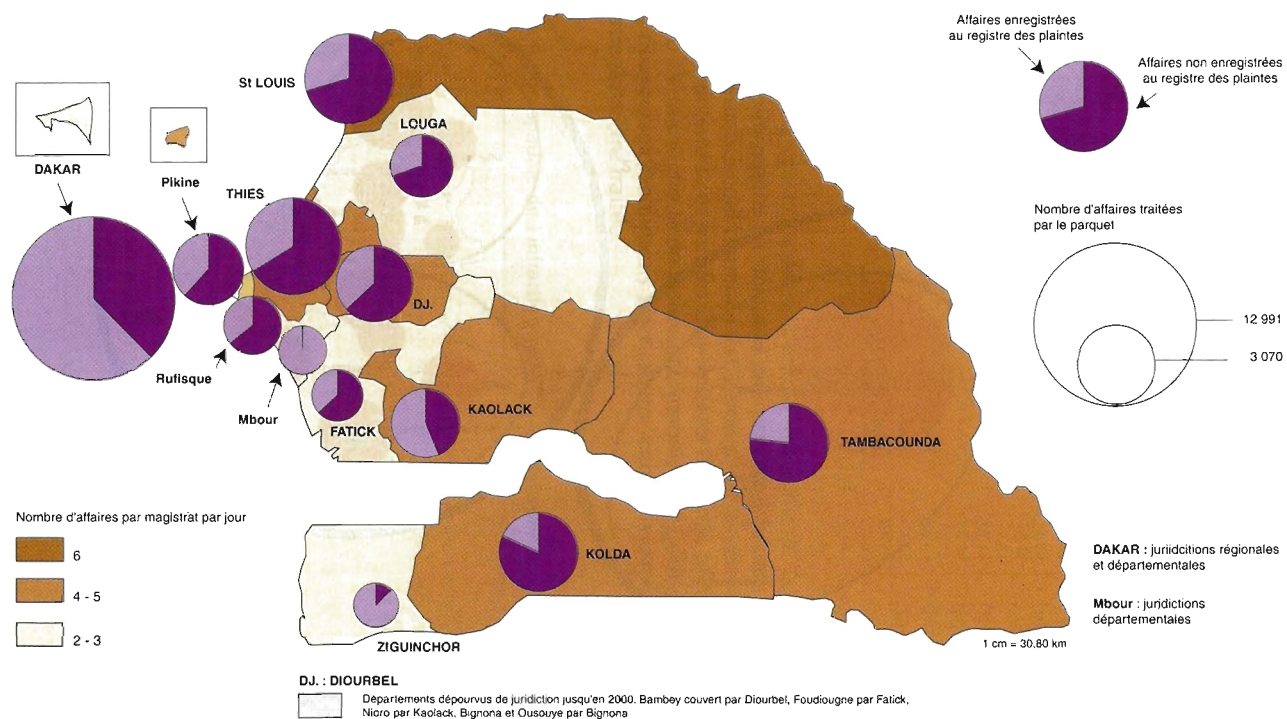 Affaires enregistrées
au registre des plaintes
Affaires non enregistrées
au registre des plaintes
St LOUIS
LOUGA
DAKAR
Pikine
THIES
DJ.
Rufisque
Mbour
FATICK
KAOLACK
TAMBACOUNDA
KOLDA
ZIGUINCHOR
Nombre d'affaires traitées
par le parquet
12 991
3 070
Nombre d'affaires par magistrat par jour
6
4 - 5
2 - 3
DAKAR : juriidcitions régionales
et départementales
Mbour : juridictions
départementales
1 cm = 30.80 km
DJ. : DIOURBEL
Départements dépourvus de juridiction jusqu'en 2000. Bambey couvert par Diourbel, Foudiougne par Fatick,
Nioro par Kaolack, Bignona et Ousouye par Bignona